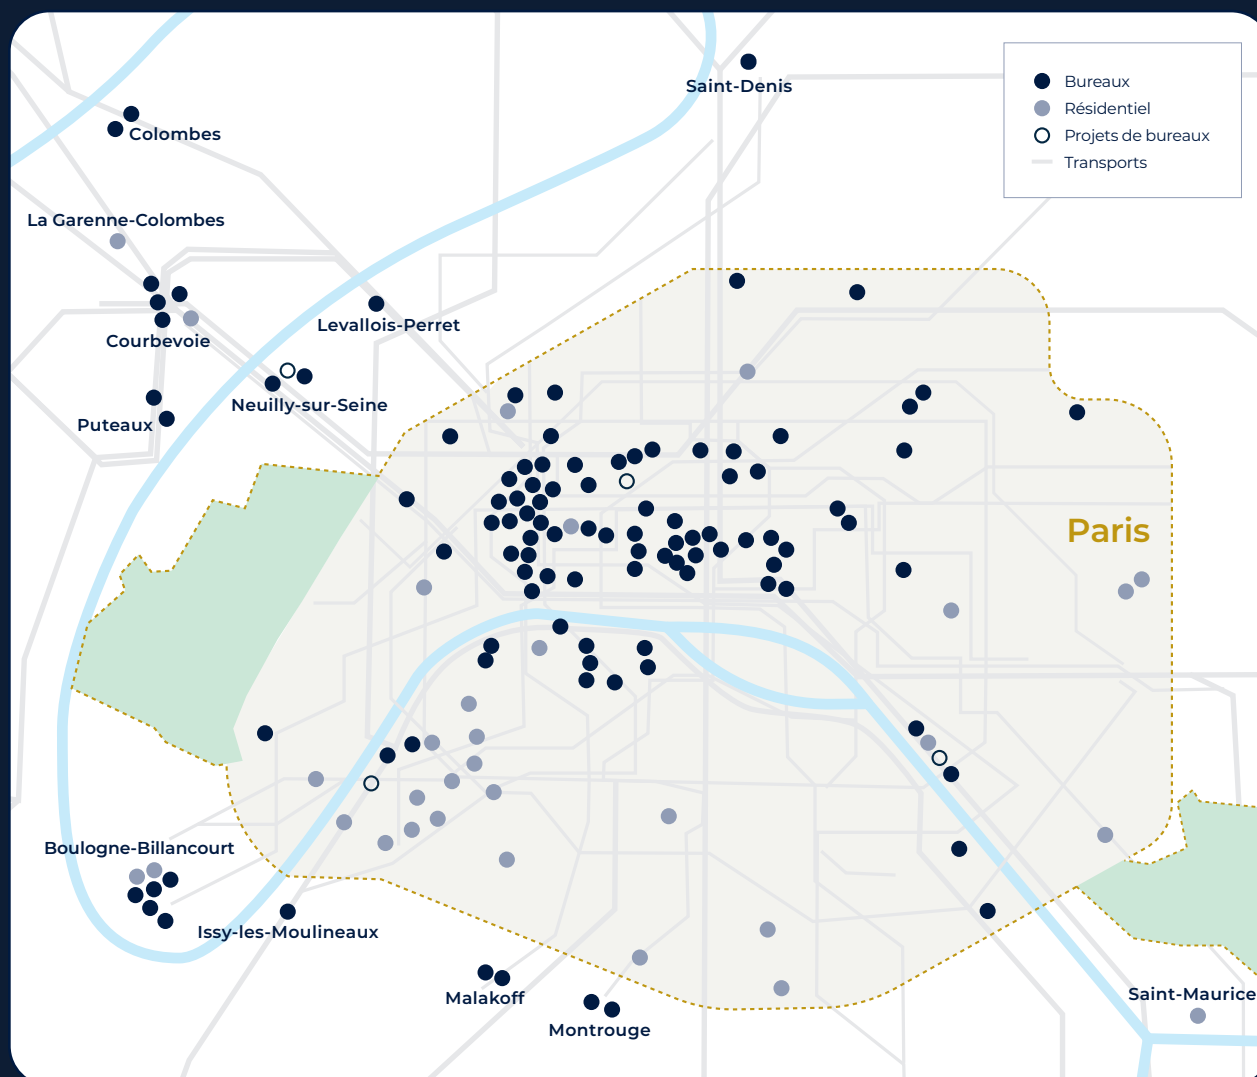 Saint-Denis
Bureaux
Résidentiel
Projets de bureaux
Transports
Colombes
La Garenne-Colombes
Levallois-Perret
Courbevoie
Neuilly-sur-Seine
Puteaux
Paris
Boulogne-Billancourt
Issy-les-Moulineaux
Malakoff
Saint-Maurice
Montrouge